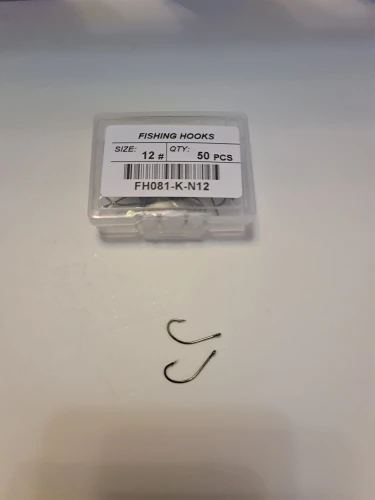 FISHING HOOKS
SIZE: 12 # QTY: 50 PCS
FH081-K-N12